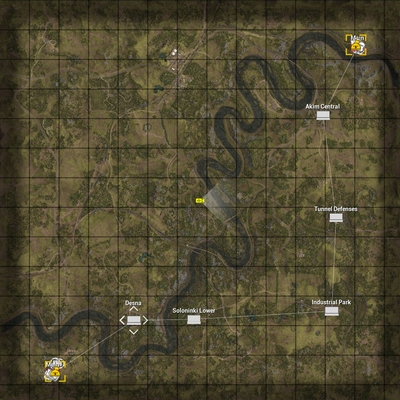 Main
Akim Central
Tunnel Defenses
Industrial Park
Desna
Soloninki Lower